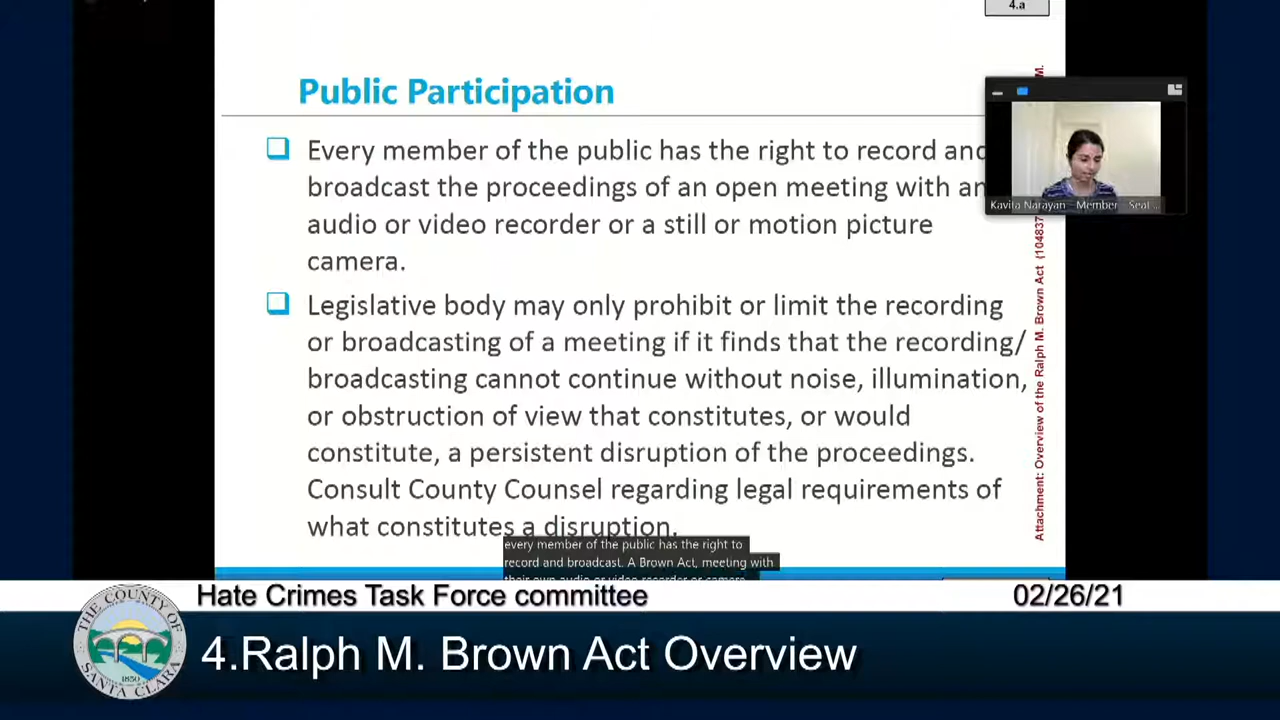 4.a
Public Participation
Every member of the public has the right to record and
broadcast the proceedings of an open meeting with an
audio or video recorder or a still or motion picture
camera.
Legislative body may only prohibit or limit the recording
or broadcasting of a meeting if it finds that the recording/
broadcasting cannot continue without noise, illumination,
or obstruction of view that constitutes, or would
constitute, a persistent disruption of the proceedings.
Consult County Counsel regarding legal requirements of
what constitutes a disruption.
Kavita Narayan - Member - Seat ...
Attachment: Overview of the Ralph M. Brown Act (104837
M.
every member of the public has the right to
record and broadcast. A Brown Act, meeting with
their own audio or video recorder or camera
Hate Crimes Task Force committee
02/26/21
THE COUNTY OF
SANTA CLARA
1850
4.Ralph M. Brown Act Overview